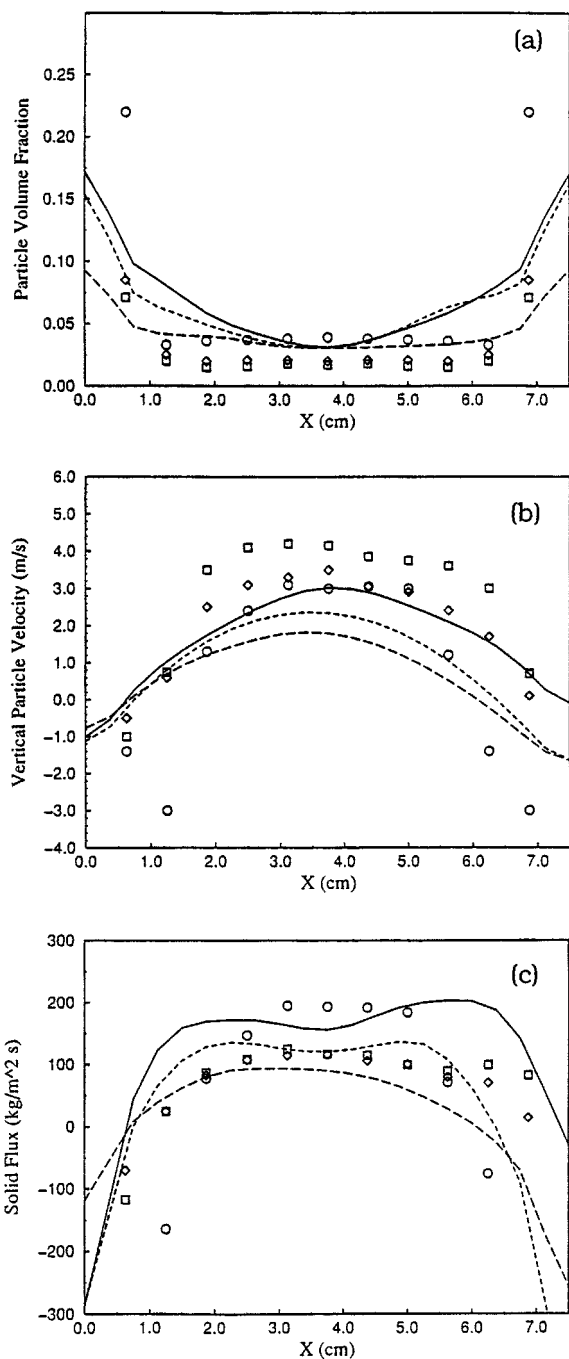 (a)
Particle Volume Fraction
0.25
0.20
0.15
0.10
0.05
0.00
0.0 1.0 2.0 3.0 4.0 5.0 6.0 7.0
X (cm)
(b)
Vertical Particle Velocity (m/s)
6.0
5.0
4.0
3.0
2.0
1.0
0.0
-1.0
-2.0
-3.0
-4.0
0.0 1.0 2.0 3.0 4.0 5.0 6.0 7.0
X (cm)
(c)
Solid Flux (kg/m^2 s)
300
200
100
0
-100
-200
-300
0.0 1.0 2.0 3.0 4.0 5.0 6.0 7.0
X (cm)